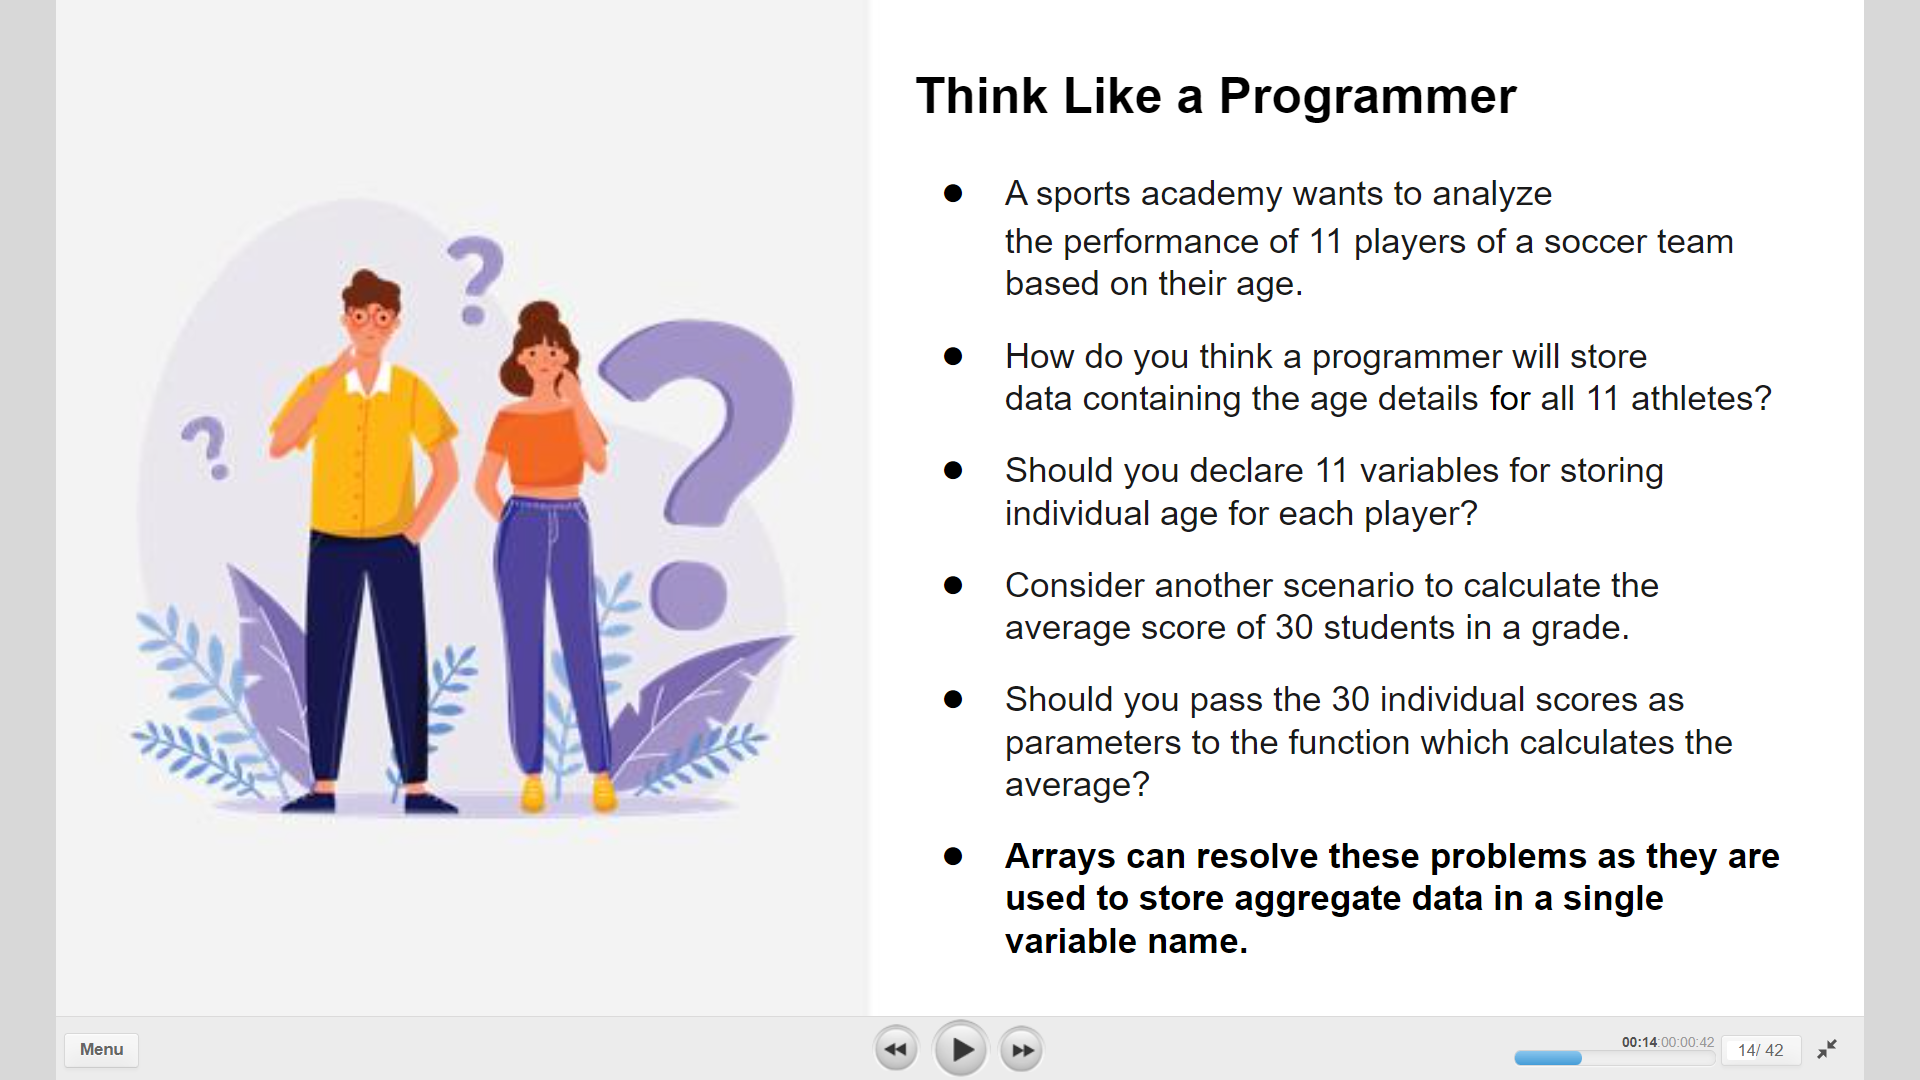 Think Like a Programmer
● A sports academy wants to analyze
the performance of 11 players of a soccer team
based on their age.
● How do you think a programmer will store
data containing the age details for all 11 athletes?
● Should you declare 11 variables for storing
individual age for each player?
● Consider another scenario to calculate the
average score of 30 students in a grade.
● Should you pass the 30 individual scores as
parameters to the function which calculates the
average?
● Arrays can resolve these problems as they are
used to store aggregate data in a single
variable name.
?
?
?
Menu
00:14:00:00:42
14/ 42